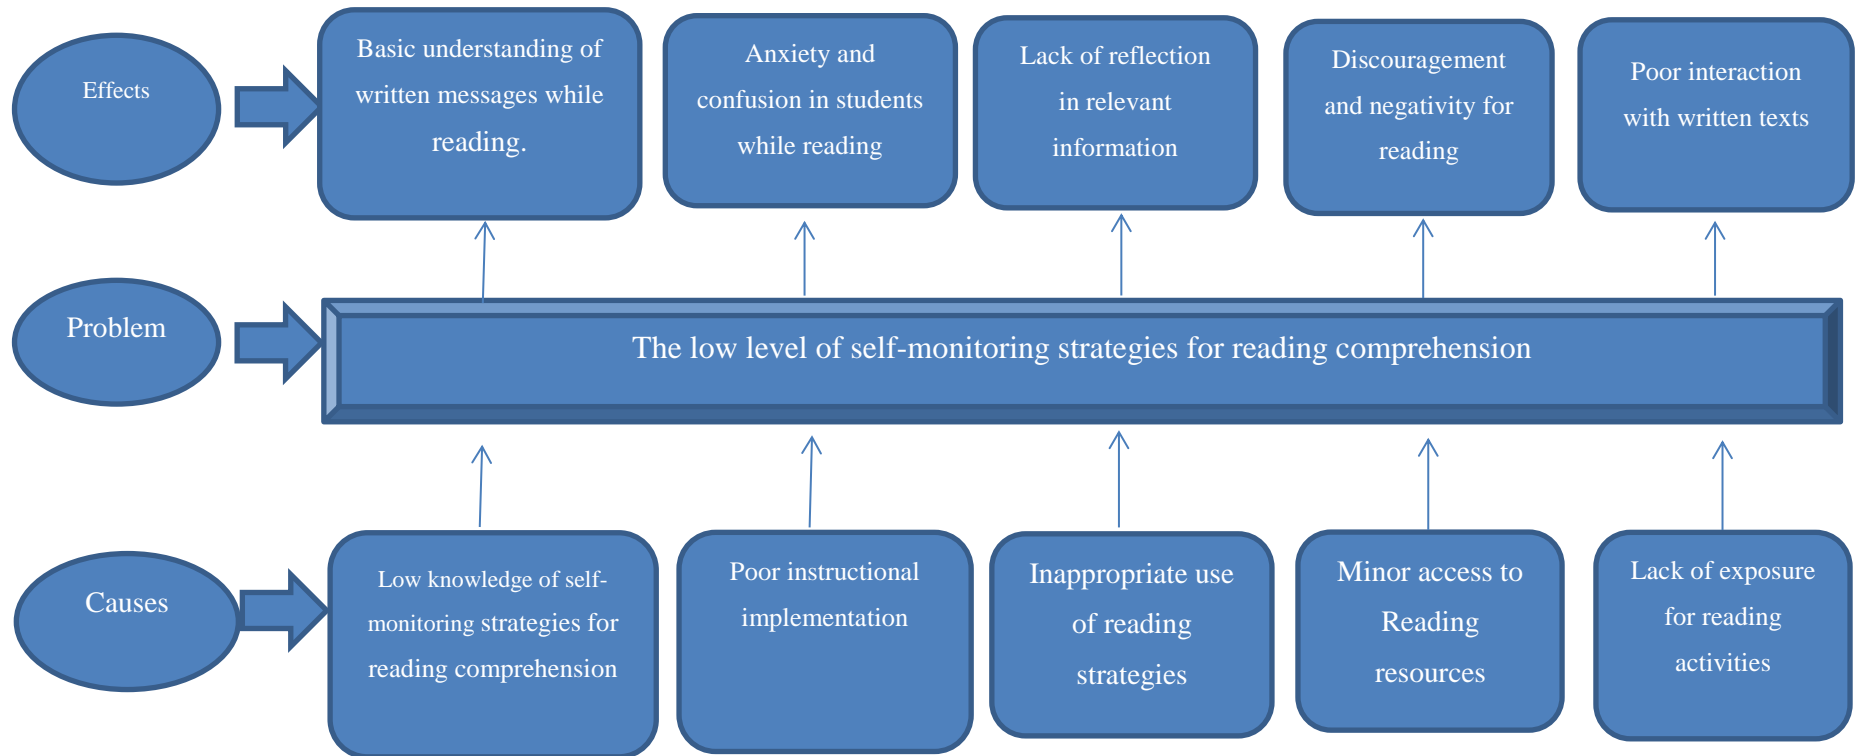 Effects
Basic understanding of
written messages while
reading.
Anxiety and
confusion in students
while reading
Lack of reflection
in relevant
information
Discouragement
and negativity for
reading
Poor interaction
with written texts
Problem
The low level of self-monitoring strategies for reading comprehension
Causes
Low knowledge of self-
monitoring strategies for
reading comprehension
Poor instructional
implementation
Inappropriate use
of reading
strategies
Minor access to
Reading
resources
Lack of exposure
for reading
activities